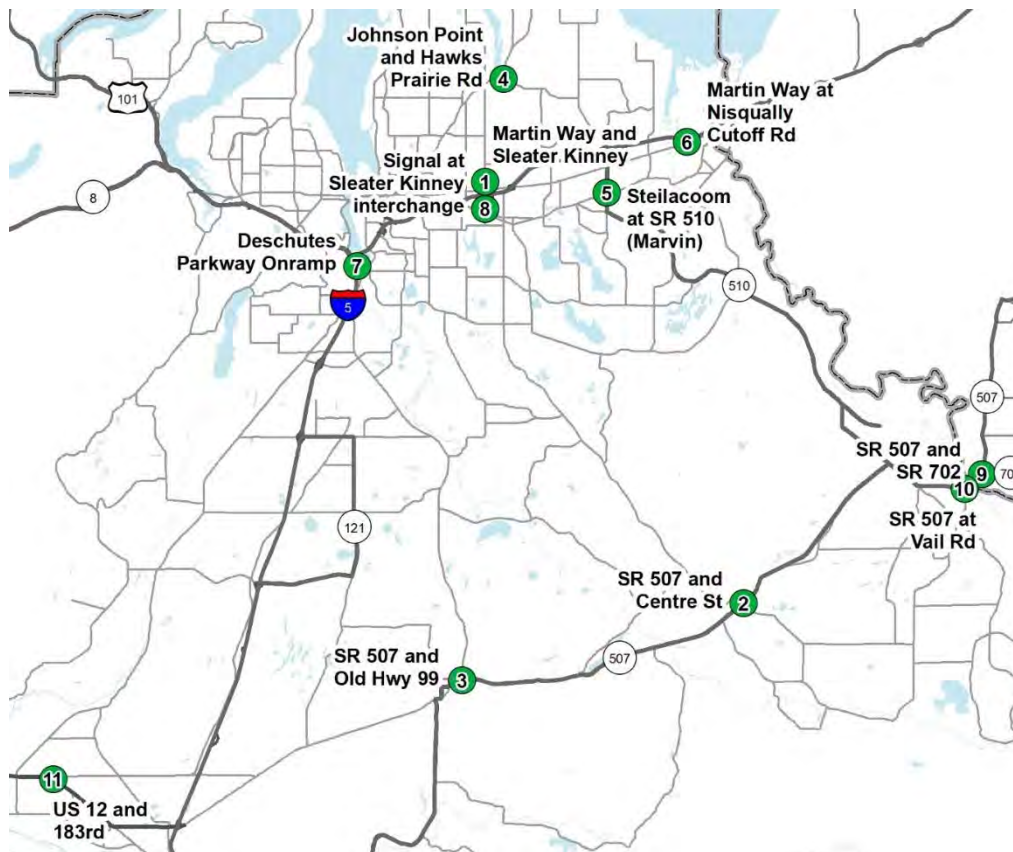 Johnson Point
and Hawks
Prairie Rd
4
101
Martin Way at
Nisqually
Cutoff Rd
6
Martin Way and
Sleater Kinney
1
Signal at
Sleater Kinney
interchange
8
5
Steilacoom
at SR 510
(Marvin)
8
Deschutes
Parkway Onramp
7
5
510
507
SR 507 and
SR 702
9
70
10
SR 507 at
Vail Rd
121
SR 507 and
Centre St
2
507
SR 507 and
Old Hwy 99
3
11
US 12 and
183rd